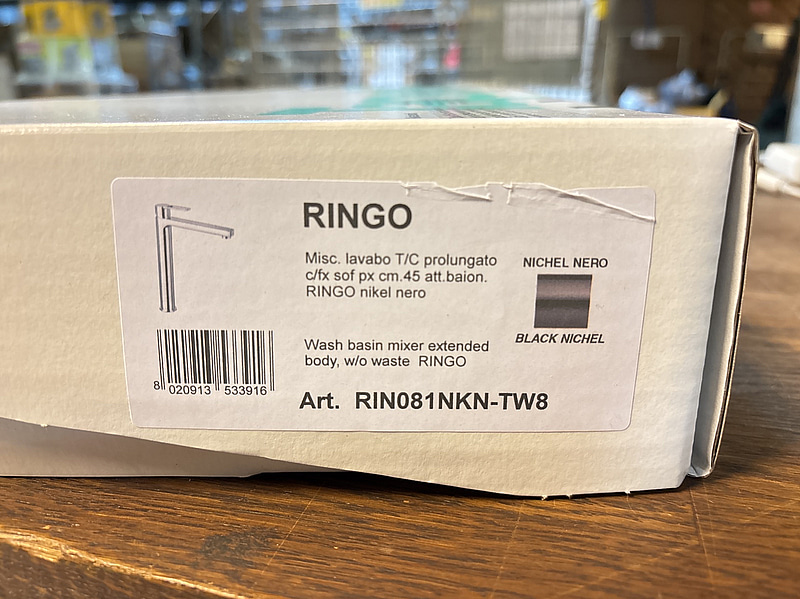 RINGO
Misc. lavabo T/C prolungato
c/fx sof px cm.45 att.baion.
RINGO nikel nero
NICHEL NERO
BLACK NICHEL
Wash basin mixer extended
body, w/o waste RINGO
8 020913 533916
Art. RIN081NKN-TW8